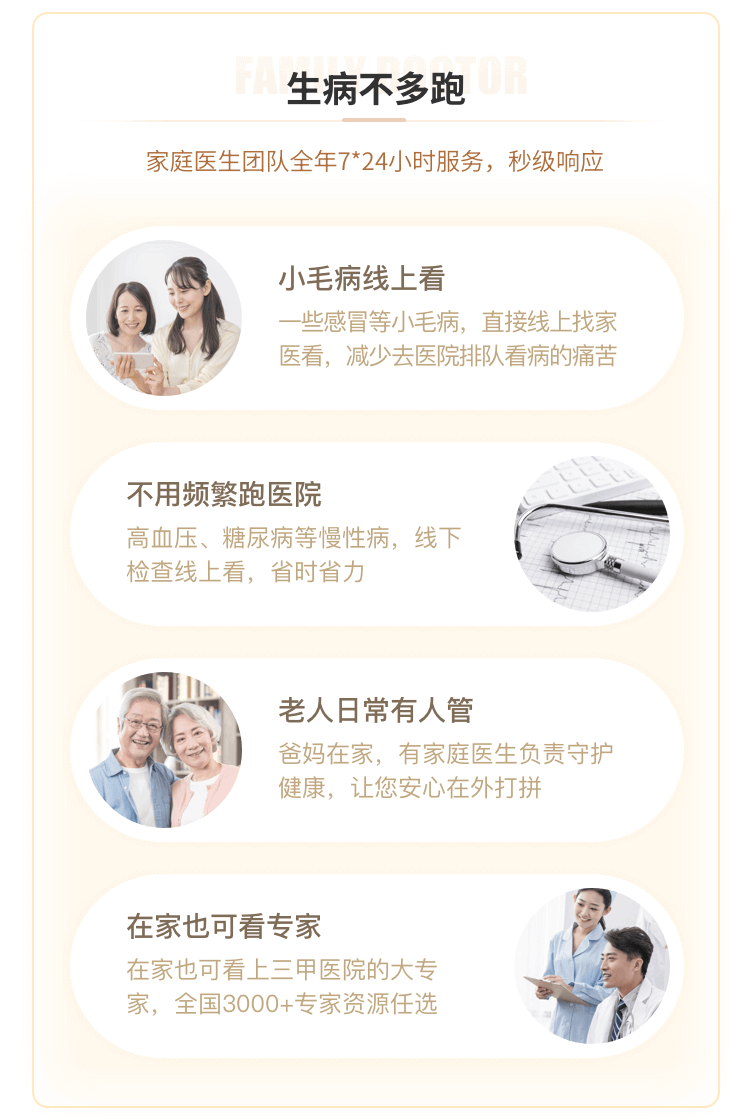 FAMILY DOCTOR
生病不多跑
家庭医生团队全年7*24小时服务，秒级响应
小毛病线上看
一些感冒等小毛病，直接线上找家
医看，减少去医院排队看病的痛苦
不用频繁跑医院
高血压、糖尿病等慢性病，线下
检查线上看，省时省力
老人日常有人管
爸妈在家，有家庭医生负责守护
健康，让您安心在外打拼
在家也可看专家
在家也可看上三甲医院的大专
家，全国3000+专家资源任选